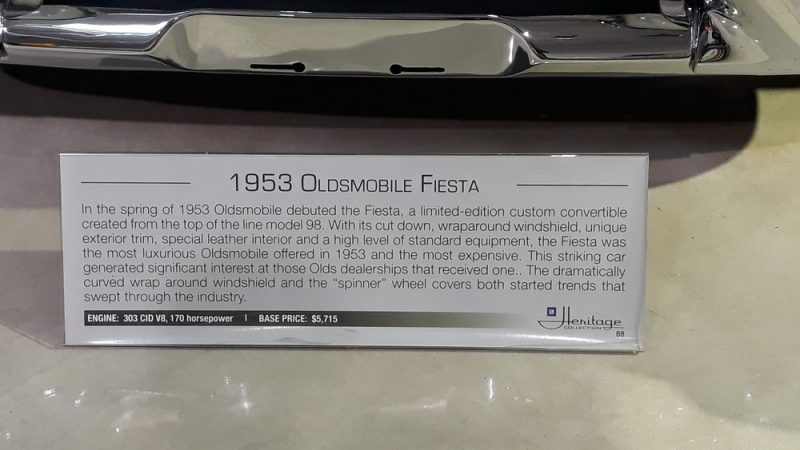 1953 OLDSMOBILE FIESTA
In the spring of 1953 Oldsmobile debuted the Fiesta, a limited-edition custom convertible
created from the top of the line model 98. With its cut down, wraparound windshield, unique
exterior trim, special leather interior and a high level of standard equipment, the Fiesta was
the most luxurious Oldsmobile offered in 1953 and the most expensive. This striking car
generated significant interest at those Olds dealerships that received one.. The dramatically
curved wrap around windshield and the “spinner” wheel covers both started trends that
swept through the industry.
ENGINE: 303 CID V8, 170 horsepower | BASE PRICE: $5,715
GM
Heritage
COLLECTION
88